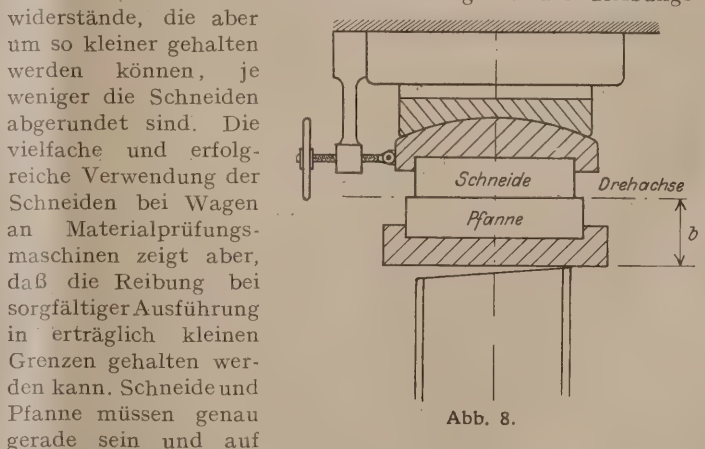 widerstände, die aber
um so kleiner gehalten
werden können, je
weniger die Schneiden
abgerundet sind. Die
vielfache und erfolg-
reiche Verwendung der
Schneiden bei Wagen
an Materialprüfungs-
maschinen zeigt aber,
daß die Reibung bei
sorgfältiger Ausführung
in erträglich kleinen
Grenzen gehalten wer-
den kann. Schneide und
Pfanne müssen genau
gerade sein und auf
Schneide
Drehachse
Pfanne
b
Abb. 8.